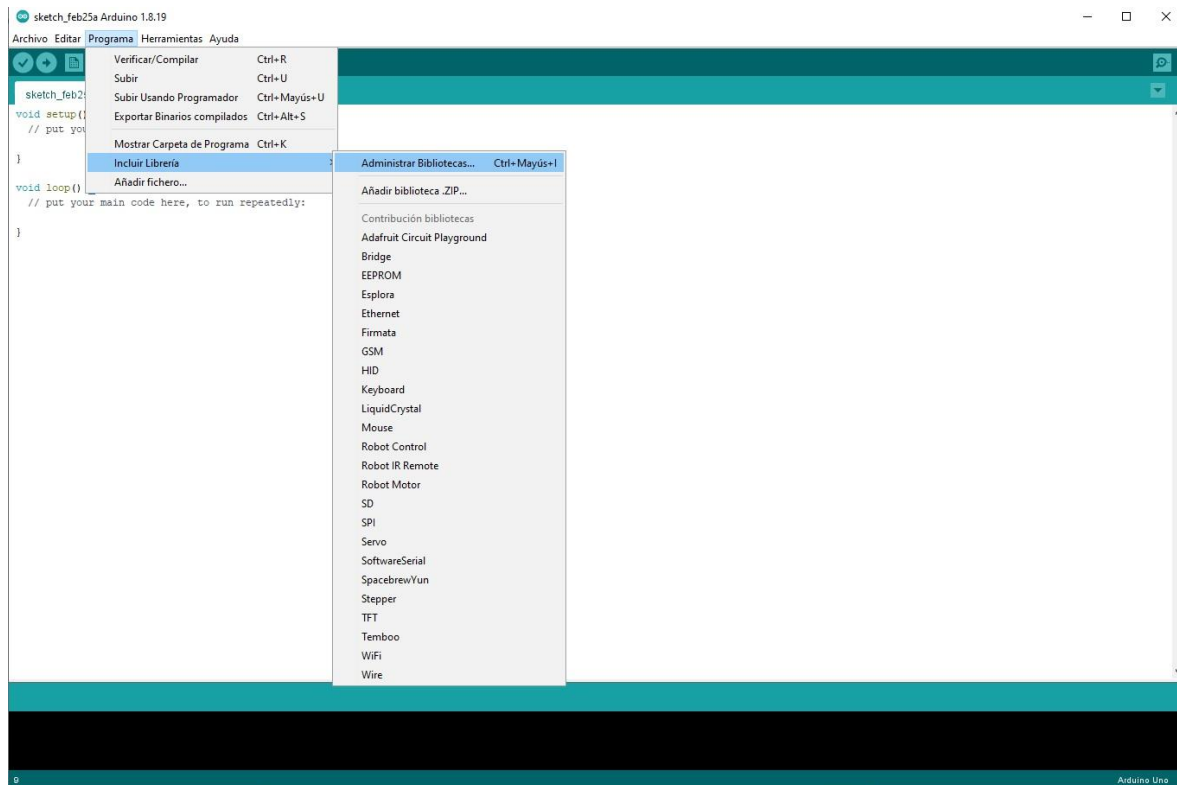 sketch_feb25a Arduino 1.8.19
Archivo Editar Programa Herramientas Ayuda
Verificar/Compilar Ctrl+R
Subir Ctrl+U
sketch_feb2
Subir Usando Programador Ctrl+Mayús+U
void setup()
Exportar Binarios compilados Ctrl+Alt+S
// put you
Mostrar Carpeta de Programa Ctrl+K
}
Incluir Librería
Añadir fichero...
void loop()
// put your main code here, to run repeatedly:
}
Administrar Bibliotecas... Ctrl+Mayús+I
Añadir biblioteca .ZIP...
Contribución bibliotecas
Adafruit Circuit Playground
Bridge
EEPROM
Esplora
Ethernet
Firmata
GSM
HID
Keyboard
LiquidCrystal
Mouse
Robot Control
Robot IR Remote
Robot Motor
SD
SPI
Servo
SoftwareSerial
SpacebrewYun
Stepper
TFT
Temboo
WiFi
Wire
9
Arduino Uno